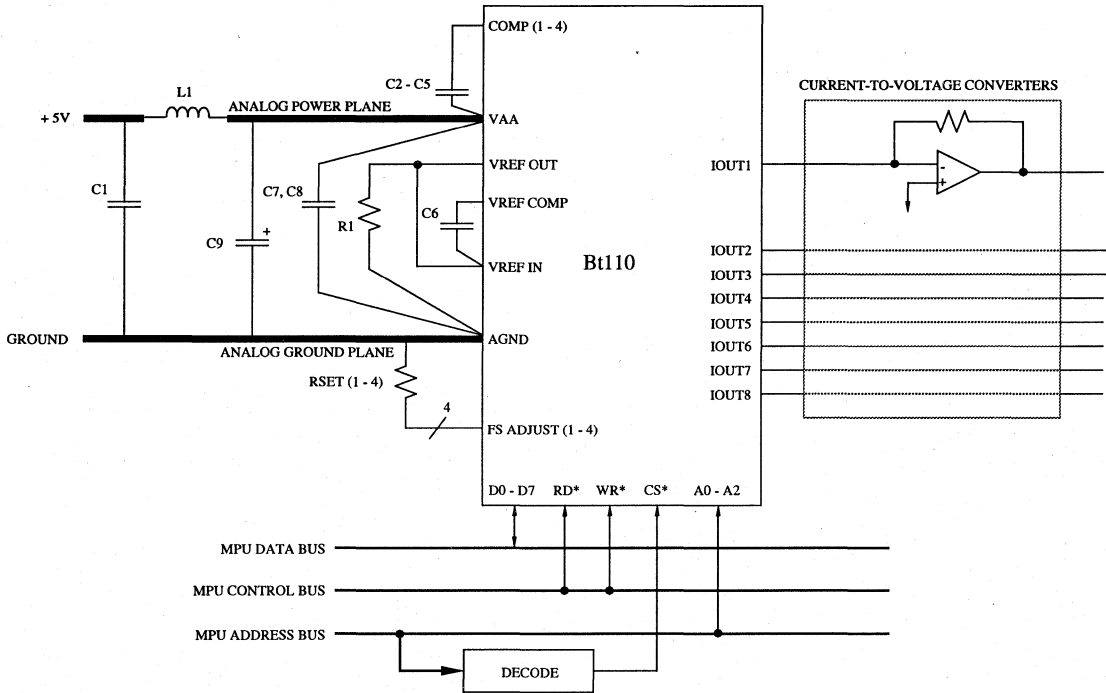 COMP (1 - 4)
C2 - C5
L1
+ 5V
ANALOG POWER PLANE
VAA
CURRENT-TO-VOLTAGE CONVERTERS
VREF OUT
IOUT1
-
+
C1
C7, C8
R1
C6
VREF COMP
C9
+
VREF IN
Bt110
IOUT2
IOUT3
IOUT4
IOUT5
IOUT6
IOUT7
IOUT8
GROUND
AGND
ANALOG GROUND PLANE
RSET (1 - 4)
4
FS ADJUST (1 - 4)
D0 - D7 RD* WR* CS* A0 - A2
MPU DATA BUS
MPU CONTROL BUS
MPU ADDRESS BUS
DECODE